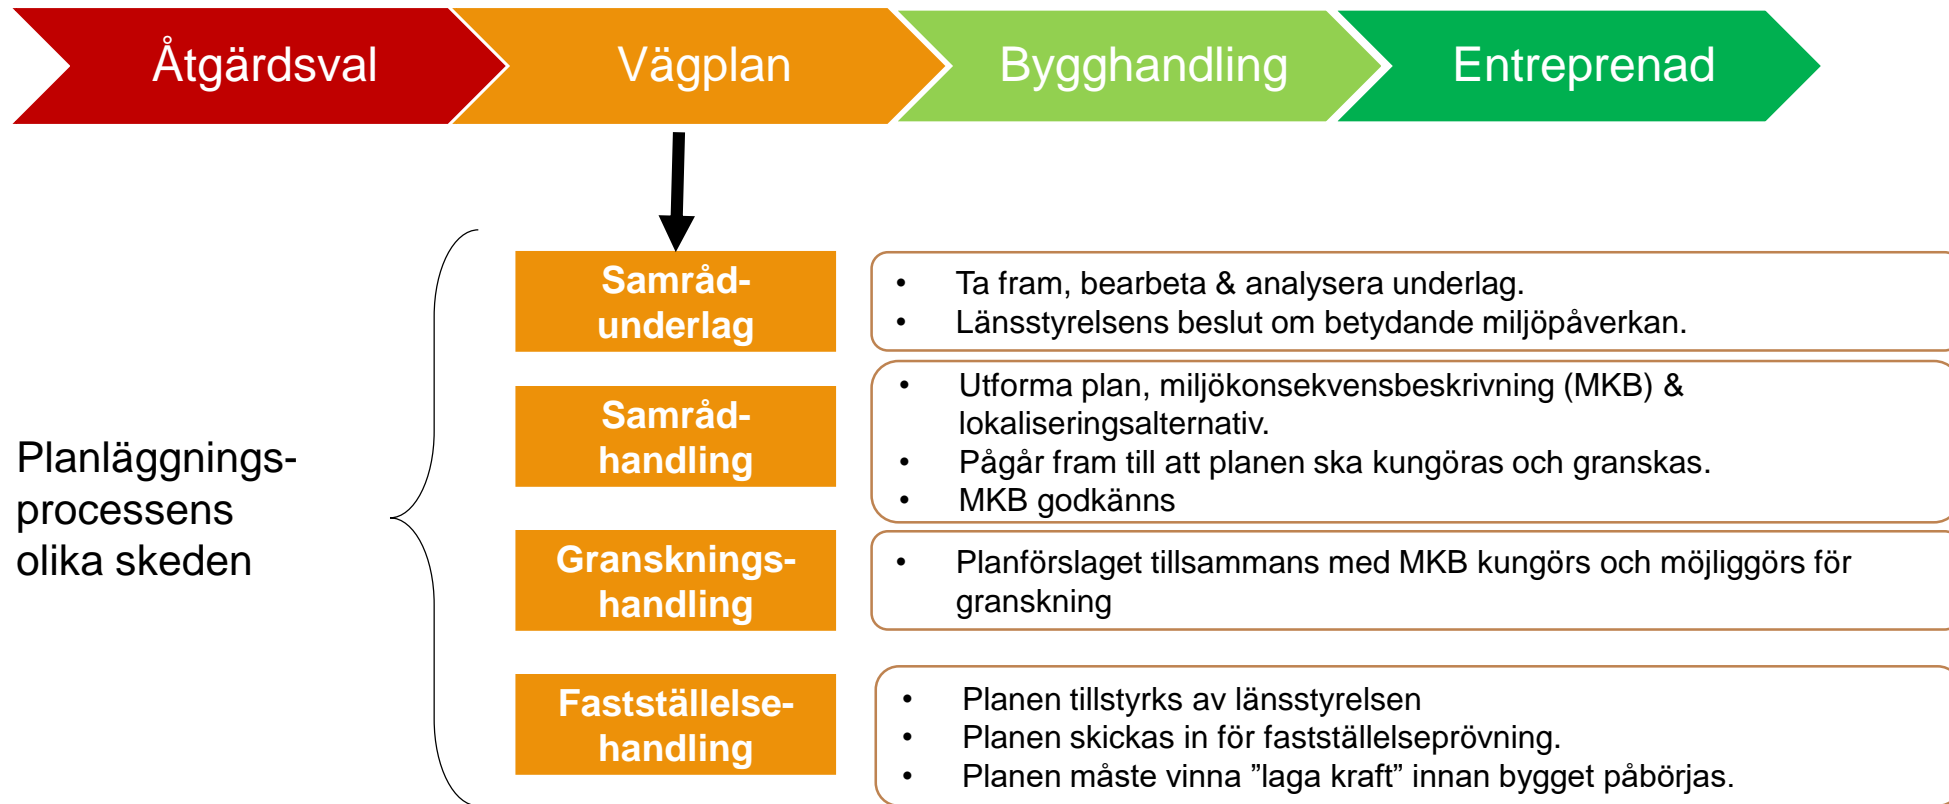 Åtgärdsval
Vägplan
Bygghandling
Entreprenad
Planläggnings-
processens
olika skeden
Samråd-
underlag
• Ta fram, bearbeta & analysera underlag.
• Länsstyrelsens beslut om betydande miljöpåverkan.
Samråd-
handling
• Utforma plan, miljökonsekvensbeskrivning (MKB) &
lokaliseringsalternativ.
• Pågår fram till att planen ska kungöras och granskas.
• MKB godkänns
Gransknings-
handling
• Planförslaget tillsammans med MKB kungörs och möjliggörs för
granskning
Fastställelse-
handling
• Planen tillstyrks av länsstyrelsen
• Planen skickas in för fastställelseprövning.
• Planen måste vinna ”laga kraft” innan bygget påbörjas.